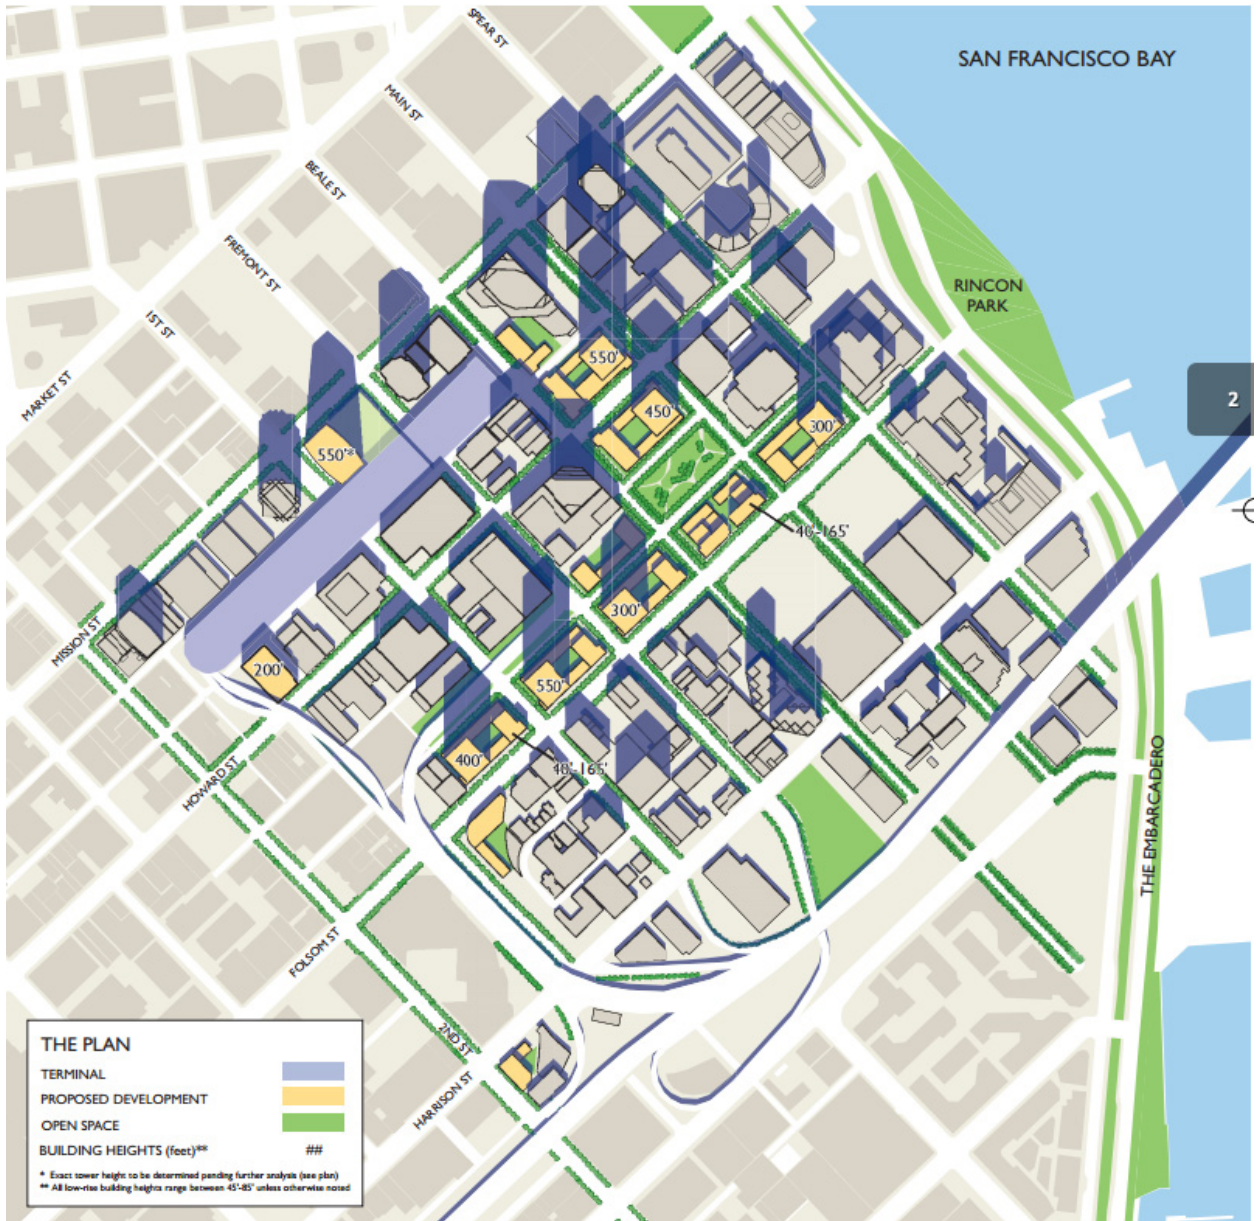 SPEAR ST
SAN FRANCISCO BAY
MAIN ST
BEALE ST
FREMONT ST
RINCON
PARK
1ST ST
MARKET ST
550'
2
450'
300'
550'*
40'-165'
300'
MISSION ST
200'
550'
400'
48'-165'
HOWARD ST
THE EMBARCADERO
FOLSOM ST
2ND ST
HARRISON ST
THE PLAN
TERMINAL
PROPOSED DEVELOPMENT
OPEN SPACE
BUILDING HEIGHTS (feet)** ##
* Exact tower height to be determined pending further analysis (see plan)
** All low-rise building heights range between 45'-85' unless otherwise noted